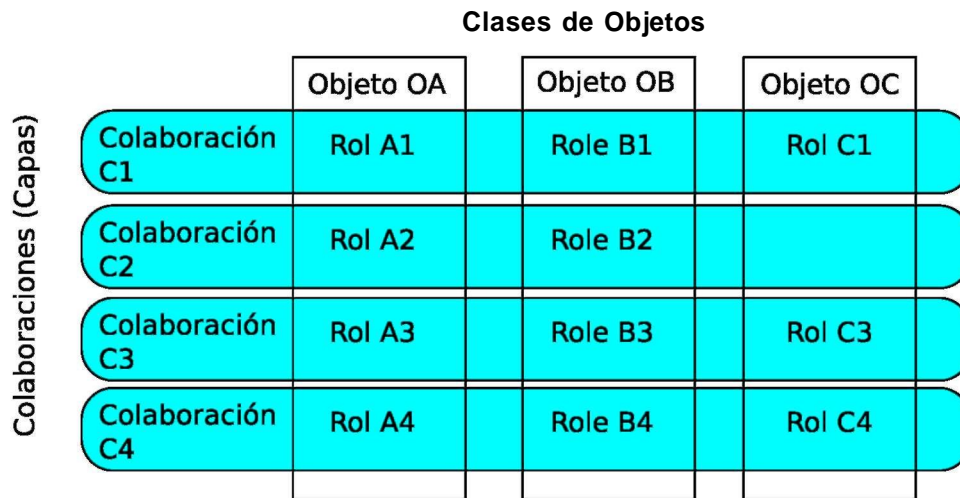 Clases de Objetos
Objeto OA
Objeto OB
Objeto OC
Colaboraciones (Capas)
Colaboración
C1
Rol A1
Role B1
Rol C1
Colaboración
C2
Rol A2
Role B2
Colaboración
C3
Rol A3
Role B3
Rol C3
Colaboración
C4
Rol A4
Role B4
Rol C4